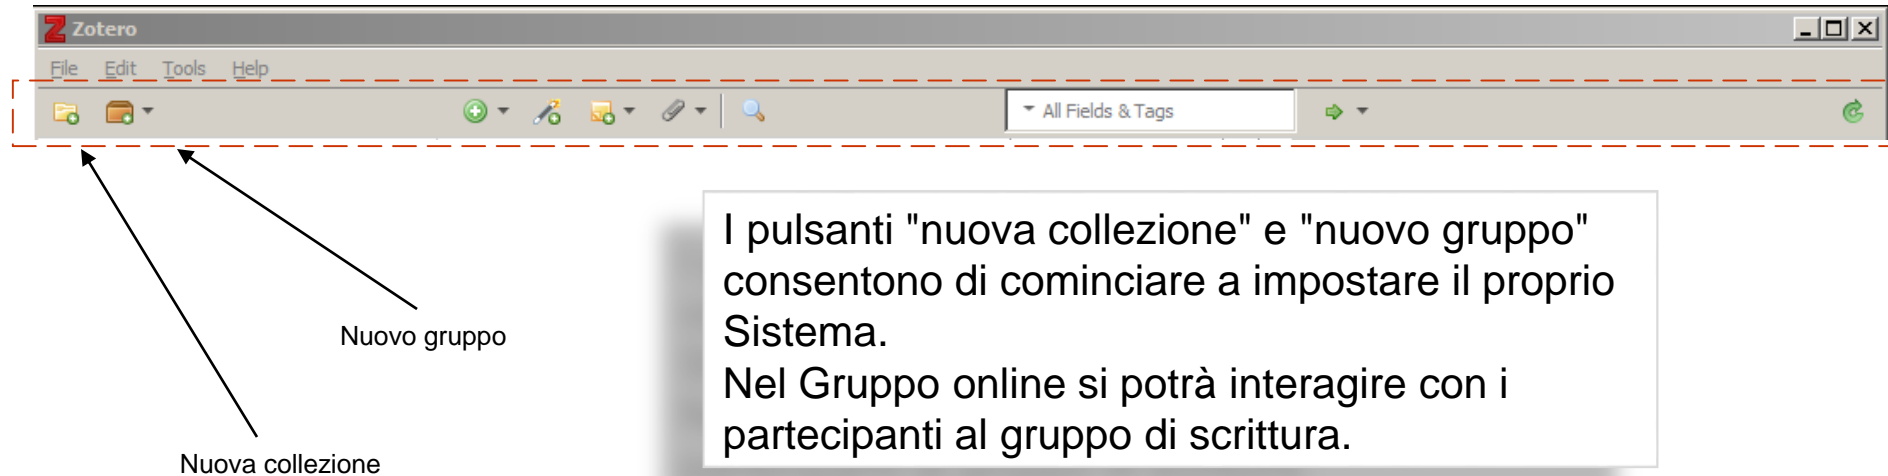 Zotero
File Edit Tools Help
All Fields & Tags
I pulsanti "nuova collezione" e "nuovo gruppo"
consentono di cominciare a impostare il proprio
Sistema.
Nel Gruppo online si potrà interagire con i
partecipanti al gruppo di scrittura.
Nuovo gruppo
Nuova collezione